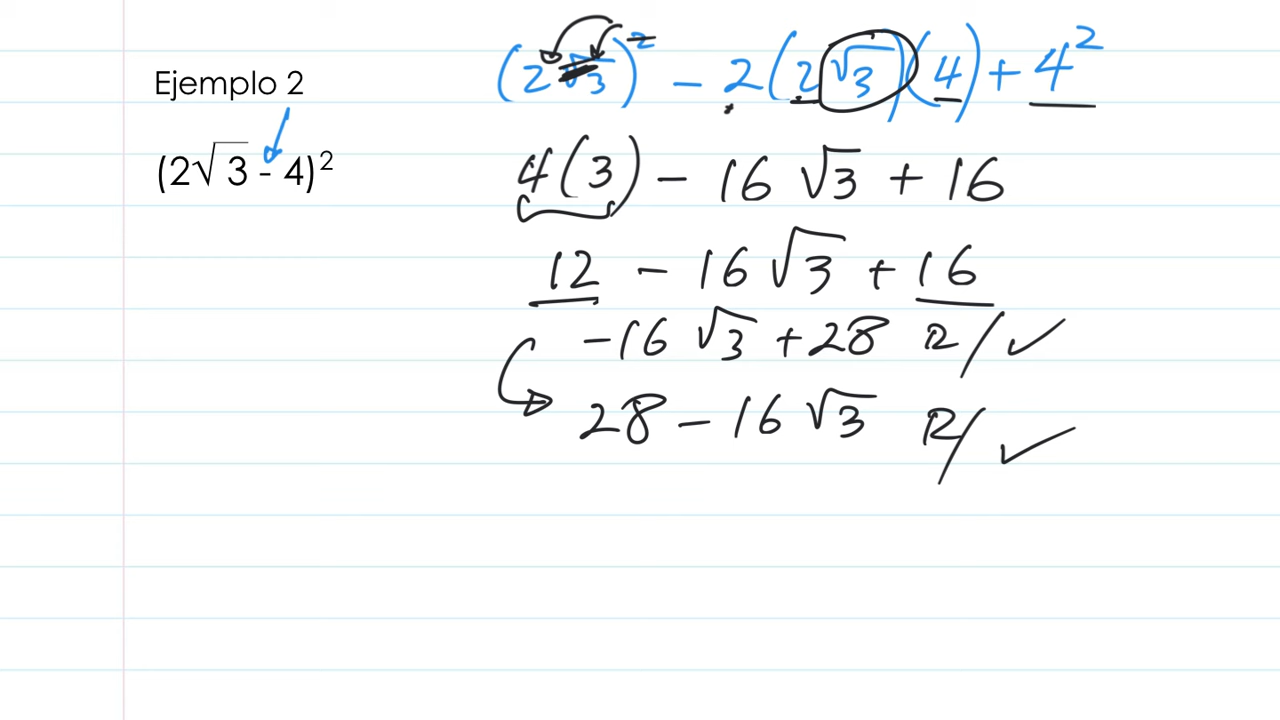 Ejemplo 2
(2√3 - 4)²
(2√3)² − 2(2√3)(4) + 4²
4(3) − 16√3 + 16
12 − 16√3 + 16
−16√3 + 28 R/ ✓
28 − 16√3 R/ ✓